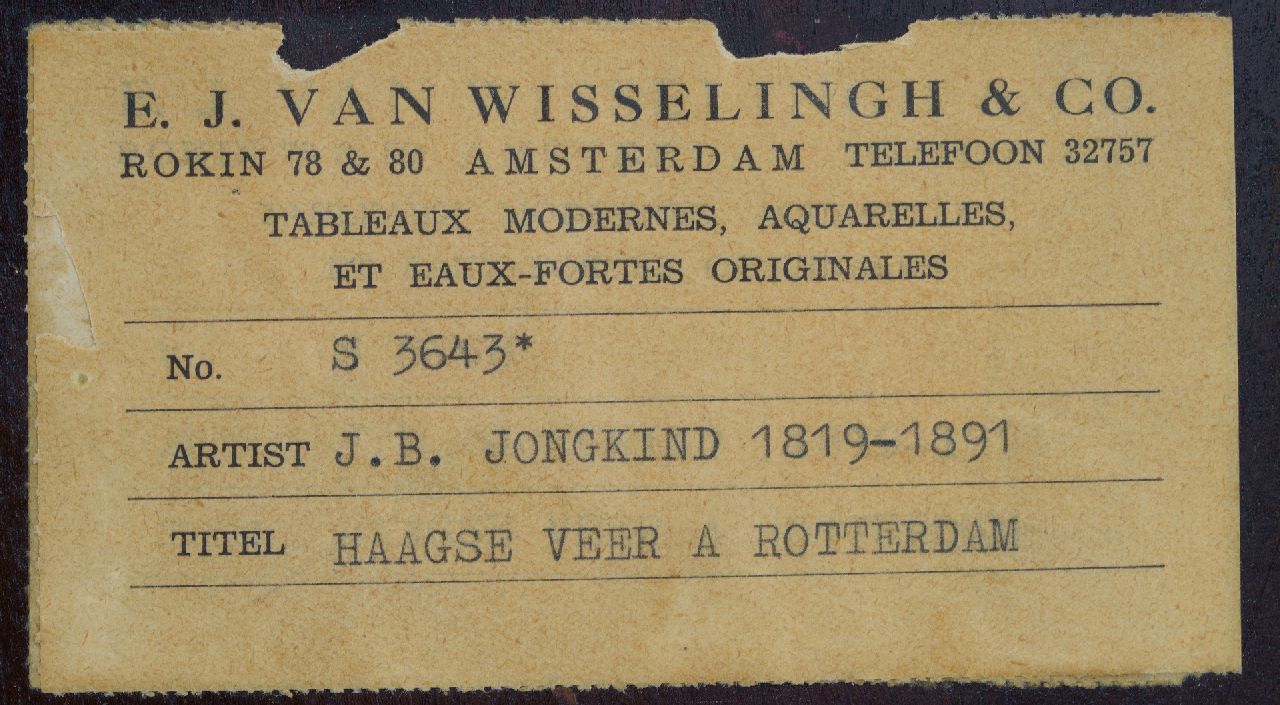 E. J. VAN WISSELINGH & CO.
ROKIN 78 & 80 AMSTERDAM TELEFOON 32757
TABLEAUX MODERNES, AQUARELLES,
ET EAUX-FORTES ORIGINALES
No. S 3643*
ARTIST J.B. JONGKIND 1819-1891
TITEL HAAGSE VEER A ROTTERDAM